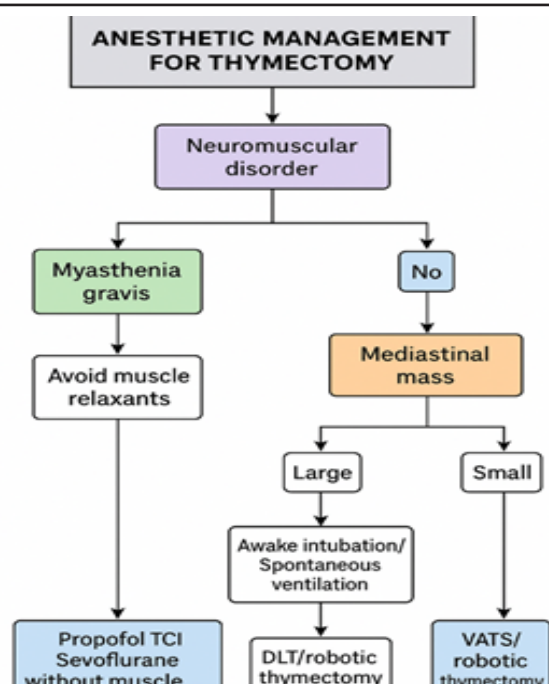 ANESTHETIC MANAGEMENT
FOR THYMECTOMY
Neuromuscular
disorder
Myasthenia
gravis
No
Avoid muscle
relaxants
Mediastinal
mass
Large
Small
Awake intubation/
Spontaneous
ventilation
Propofol TCI
Sevoflurane
without muscle
DLT/robotic
thymectomy
VATS/
robotic
thymectomy